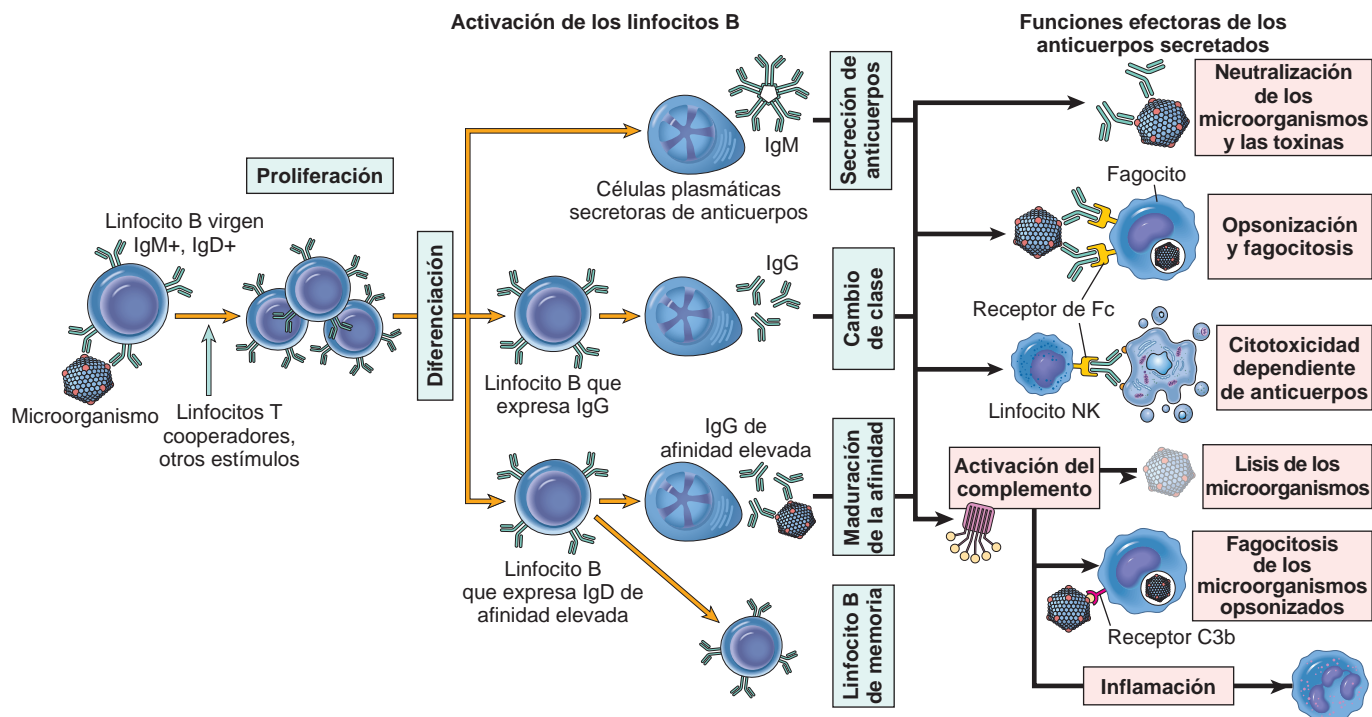 Activación de los linfocitos B
Funciones efectoras de los
anticuerpos secretados
Proliferación
Linfocito B virgen
IgM+, IgD+
Microorganismo
Linfocitos T
cooperadores,
otros estímulos
Diferenciación
IgM
Células plasmáticas
secretoras de anticuerpos
Secreción de
anticuerpos
Linfocito B que
expresa IgG
IgG
Cambio
de clase
Linfocito B
que expresa IgD de
afinidad elevada
IgG de
afinidad elevada
Maduración
de la afinidad
Linfocito B
de memoria
Neutralización
de los
microorganismos
y las toxinas
Fagocito
Opsonización
y fagocitosis
Receptor de Fc
Linfocito NK
Citotoxicidad
dependiente
de anticuerpos
Activación del
complemento
Lisis de los
microorganismos
Fagocitosis
de los
microorganismos
opsonizados
Receptor C3b
Inflamación